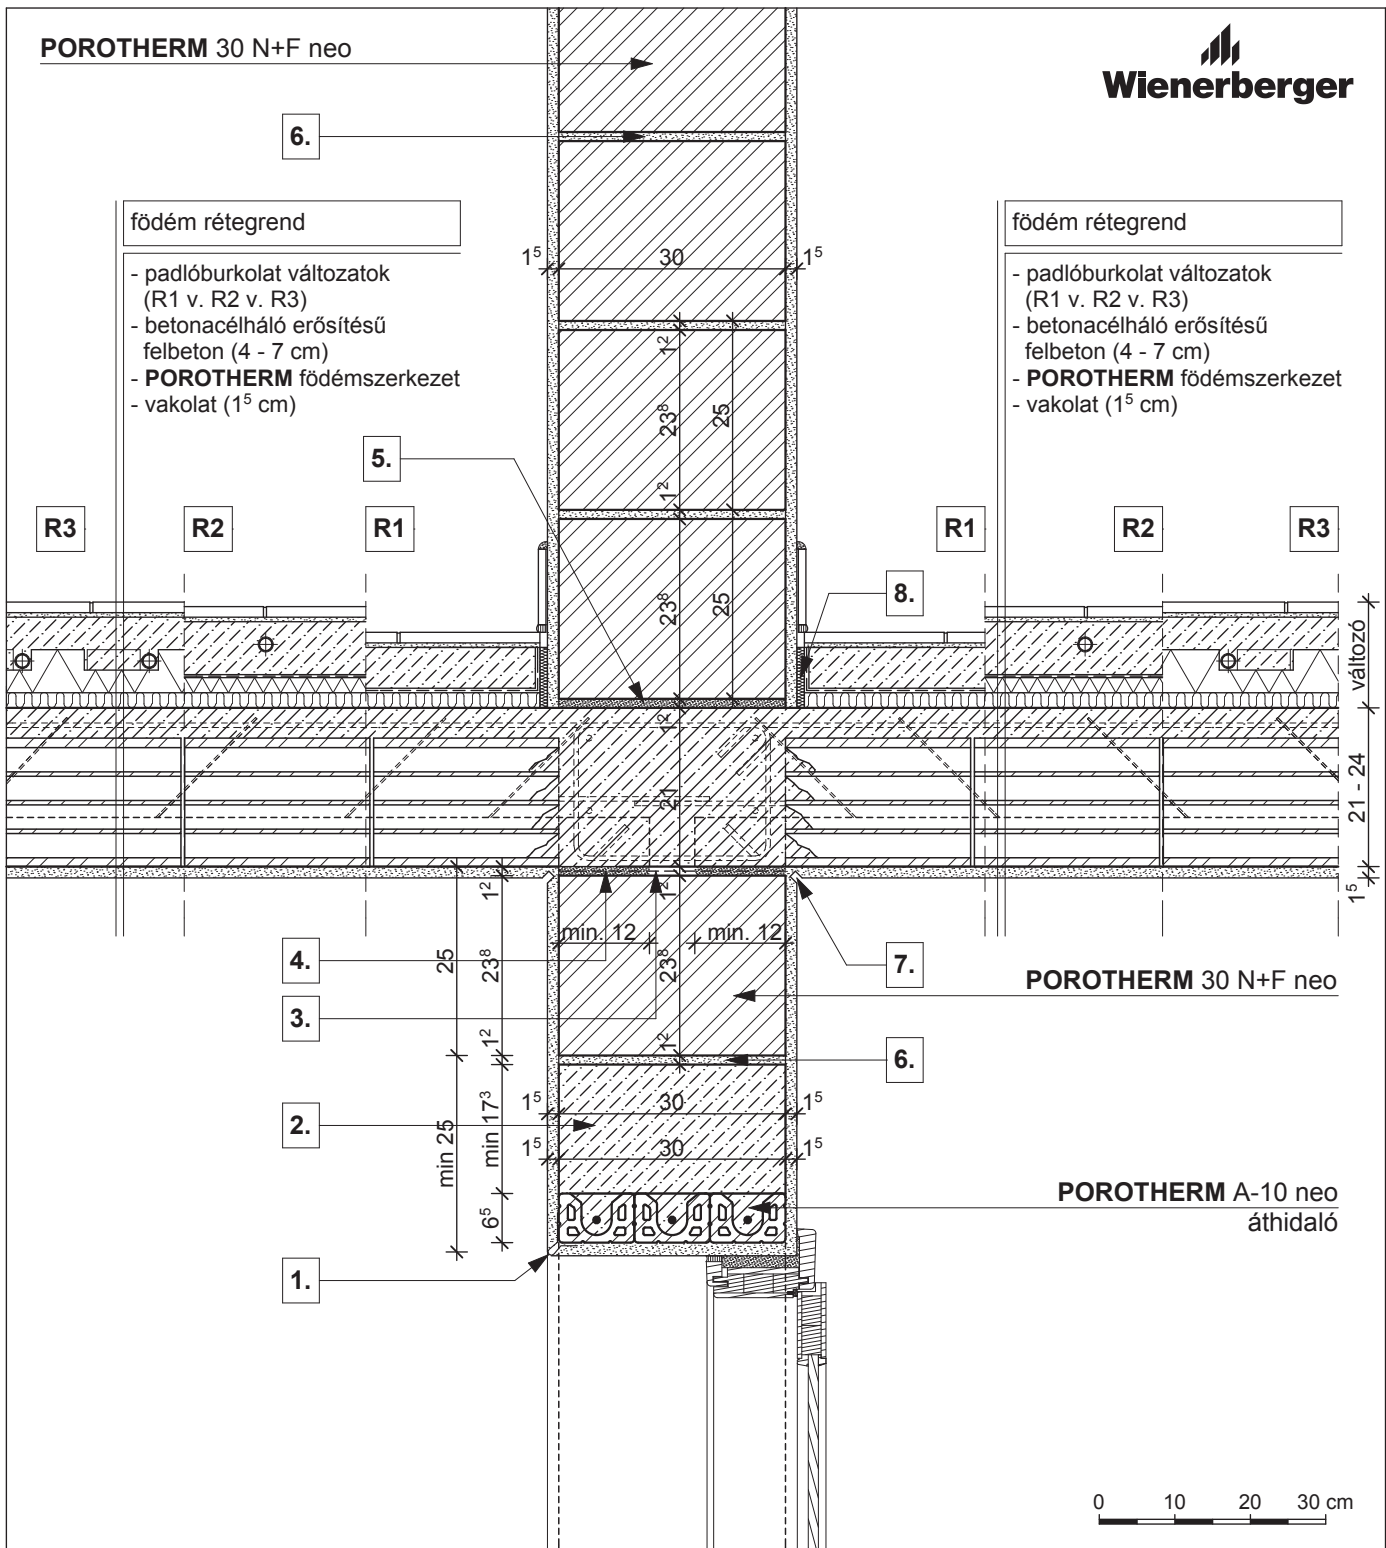 POROTHERM 30 N+F neo
Wienerberger
6.
födém rétegrend
- padlóburkolat változatok
(R1 v. R2 v. R3)
- betonacélháló erősítésű
felbeton (4 - 7 cm)
- POROTHERM födémszerkezet
- vakolat (1⁵ cm)
födém rétegrend
- padlóburkolat változatok
(R1 v. R2 v. R3)
- betonacélháló erősítésű
felbeton (4 - 7 cm)
- POROTHERM födémszerkezet
- vakolat (1⁵ cm)
1⁵ 30 1⁵
1²
23⁸ 25
1²
5.
R3 R2 R1
R1 R2 R3
23⁸ 25
8.
változó
1²
21
21 - 24
1⁵
1² 1²
min. 12 min. 12
25 23⁸ 23⁸
4.
7.
POROTHERM 30 N+F neo
3.
1² 1²
6.
1⁵ 30 1⁵
2.
min 25 min 17³
1⁵ 30 1⁵
POROTHERM A-10 neo
áthidaló
6⁵
1.
0 10 20 30 cm